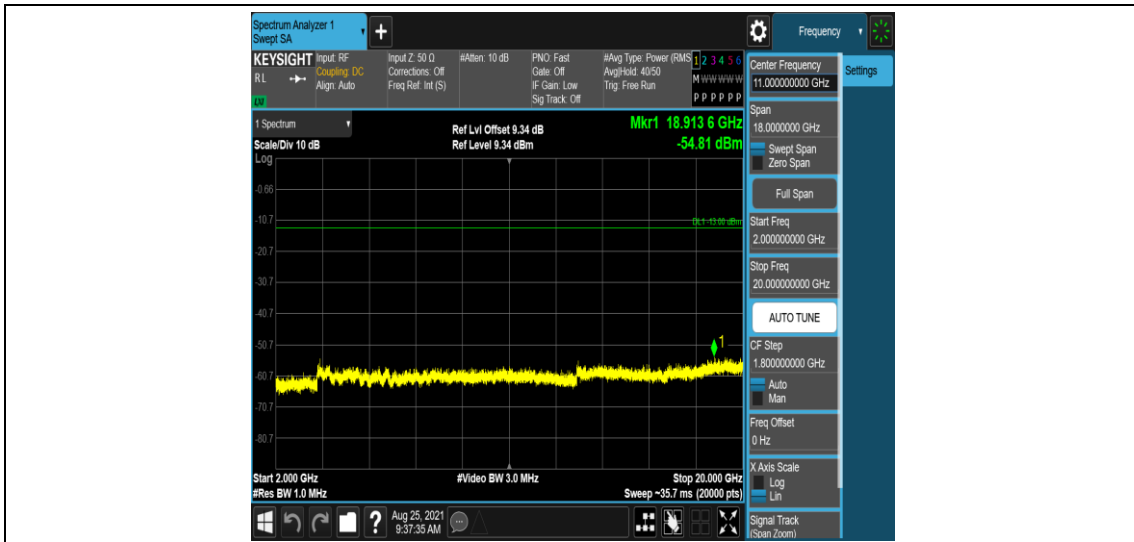 Spectrum Analyzer 1
Swept SA
+
Frequency
KEYSIGHT
RL
LXI
Input: RF
Coupling: DC
Align: Auto
Input Z: 50 Ω
Corrections: Off
Freq Ref: Int (S)
#Atten: 10 dB
PNO: Fast
Gate: Off
IF Gain: Low
Sig Track: Off
#Avg Type: Power (RMS
Avg|Hold: 40/50
Trig: Free Run
1 2 3 4 5 6
M W W W W W
P P P P P P
1 Spectrum
Scale/Div 10 dB
Log
Ref Lvl Offset 9.34 dB
Ref Level 9.34 dBm
Mkr1 18.913 6 GHz
-54.81 dBm
-0.66
-10.7
DL1 -13.00 dBm
-20.7
-30.7
-40.7
-50.7
1
-60.7
-70.7
-80.7
Start 2.000 GHz
#Res BW 1.0 MHz
#Video BW 3.0 MHz
Stop 20.000 GHz
Sweep ~35.7 ms (20000 pts)
?
Aug 25, 2021
9:37:35 AM
Center Frequency
11.000000000 GHz
Settings
Span
18.0000000 GHz
Swept Span
Zero Span
Full Span
Start Freq
2.000000000 GHz
Stop Freq
20.000000000 GHz
AUTO TUNE
CF Step
1.800000000 GHz
Auto
Man
Freq Offset
0 Hz
X Axis Scale
Log
Lin
Signal Track
(Span Zoom)